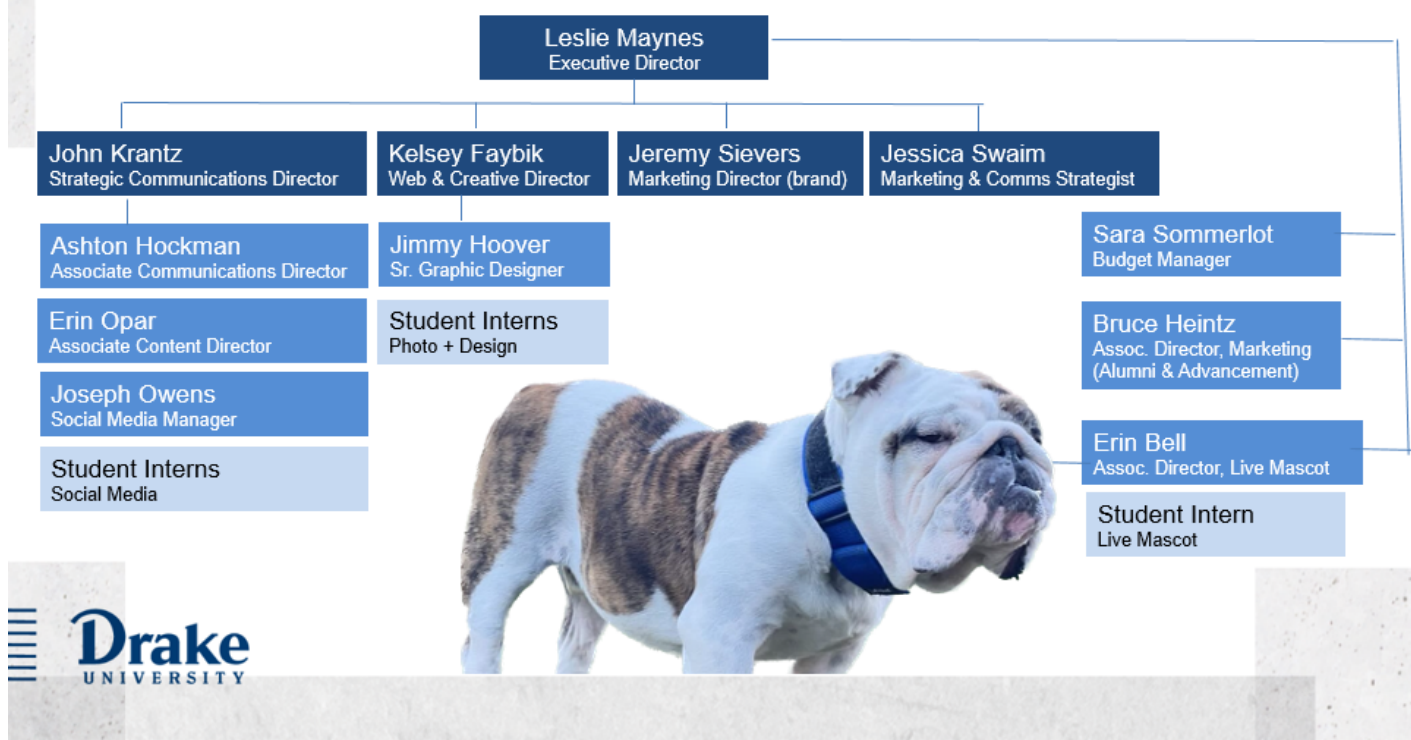 Leslie Maynes
Executive Director
John Krantz
Strategic Communications Director
Kelsey Faybik
Web & Creative Director
Jeremy Sievers
Marketing Director (brand)
Jessica Swaim
Marketing & Comms Strategist
Ashton Hockman
Associate Communications Director
Erin Opar
Associate Content Director
Joseph Owens
Social Media Manager
Student Interns
Social Media
Jimmy Hoover
Sr. Graphic Designer
Student Interns
Photo + Design
Sara Sommerlot
Budget Manager
Bruce Heintz
Assoc. Director, Marketing
(Alumni & Advancement)
Erin Bell
Assoc. Director, Live Mascot
Student Intern
Live Mascot
Drake
UNIVERSITY